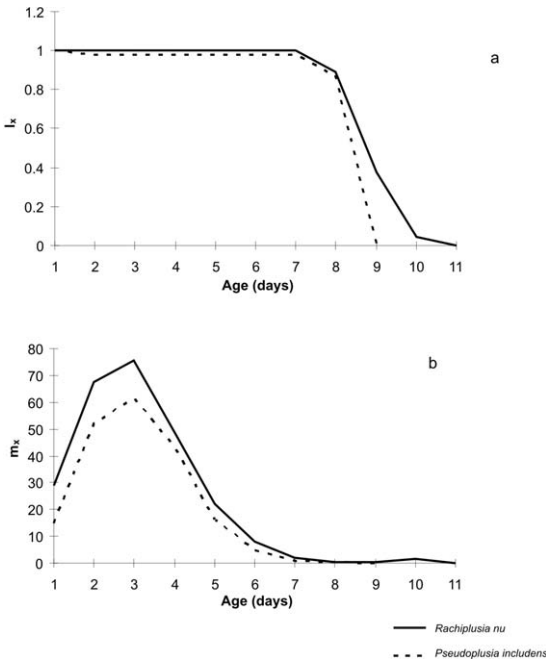 1.2
1
0.8
0.6
0.4
0.2
0
lx
a
1 2 3 4 5 6 7 8 9 10 11
Age (days)
80
70
60
50
40
30
20
10
0
mx
b
1 2 3 4 5 6 7 8 9 10 11
Age (days)
Rachiplusia nu
Pseudoplusia includens